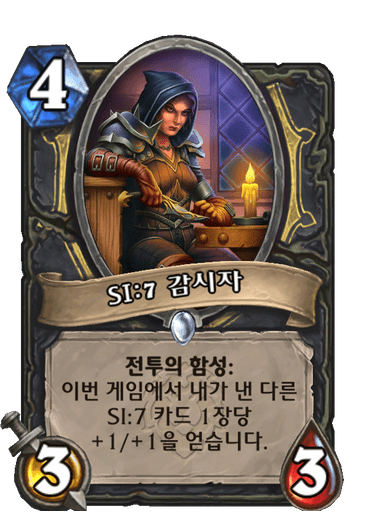 4
SI:7 감시자
전투의 함성:
이번 게임에서 내가 낸 다른
SI:7 카드 1장당
+1/+1을 얻습니다.
3
3